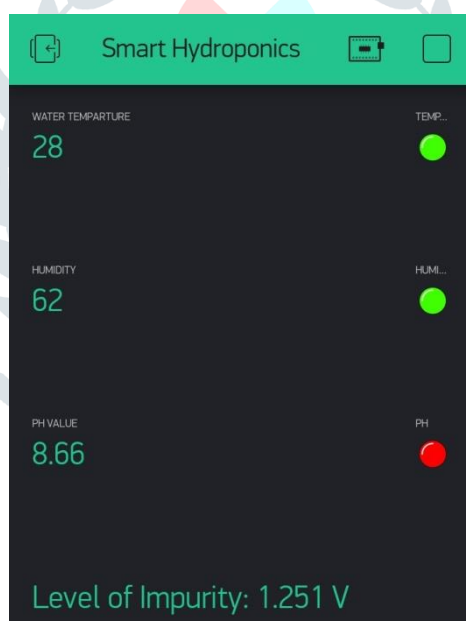 Smart Hydroponics
WATER TEMPARTURE
TEMP...
28
HUMIDITY
HUMI...
62
PH VALUE
PH
8.66
Level of Impurity: 1.251 V